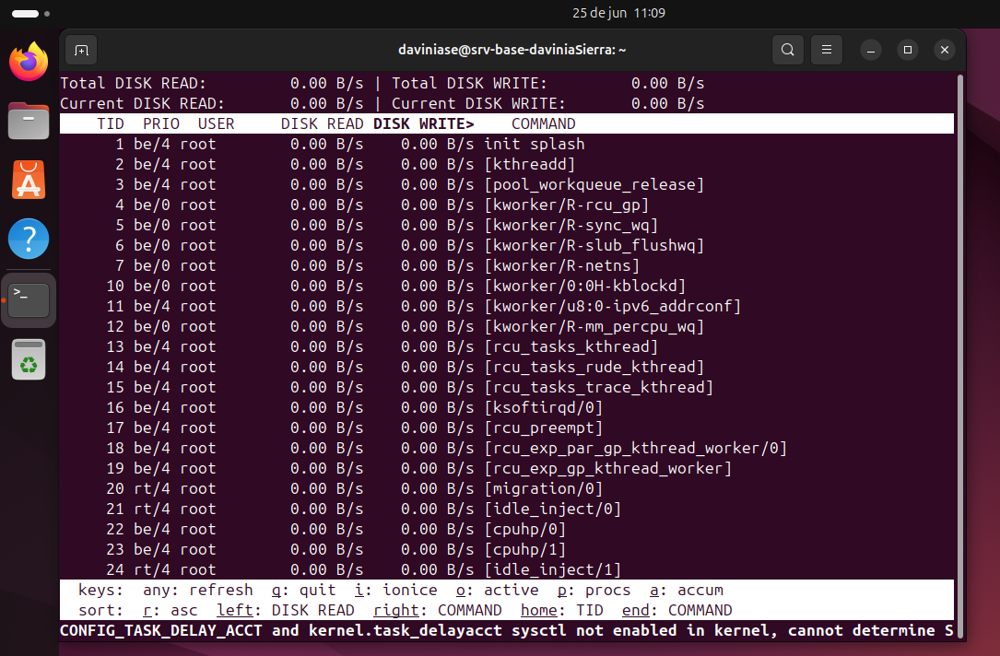 25 de jun 11:09
daviniase@srv-base-daviniaSierra: ~
Total DISK READ: 0.00 B/s | Total DISK WRITE: 0.00 B/s
Current DISK READ: 0.00 B/s | Current DISK WRITE: 0.00 B/s
TID PRIO USER DISK READ DISK WRITE> COMMAND
1 be/4 root 0.00 B/s 0.00 B/s init splash
2 be/4 root 0.00 B/s 0.00 B/s [kthreadd]
3 be/4 root 0.00 B/s 0.00 B/s [pool_workqueue_release]
4 be/0 root 0.00 B/s 0.00 B/s [kworker/R-rcu_gp]
5 be/0 root 0.00 B/s 0.00 B/s [kworker/R-sync_wq]
6 be/0 root 0.00 B/s 0.00 B/s [kworker/R-slub_flushwq]
7 be/0 root 0.00 B/s 0.00 B/s [kworker/R-netns]
10 be/0 root 0.00 B/s 0.00 B/s [kworker/0:0H-kblockd]
11 be/4 root 0.00 B/s 0.00 B/s [kworker/u8:0-ipv6_addrconf]
12 be/0 root 0.00 B/s 0.00 B/s [kworker/R-mm_percpu_wq]
13 be/4 root 0.00 B/s 0.00 B/s [rcu_tasks_kthread]
14 be/4 root 0.00 B/s 0.00 B/s [rcu_tasks_rude_kthread]
15 be/4 root 0.00 B/s 0.00 B/s [rcu_tasks_trace_kthread]
16 be/4 root 0.00 B/s 0.00 B/s [ksoftirqd/0]
17 be/4 root 0.00 B/s 0.00 B/s [rcu_preempt]
18 be/4 root 0.00 B/s 0.00 B/s [rcu_exp_par_gp_kthread_worker/0]
19 be/4 root 0.00 B/s 0.00 B/s [rcu_exp_gp_kthread_worker]
20 rt/4 root 0.00 B/s 0.00 B/s [migration/0]
21 rt/4 root 0.00 B/s 0.00 B/s [idle_inject/0]
22 be/4 root 0.00 B/s 0.00 B/s [cpuhp/0]
23 be/4 root 0.00 B/s 0.00 B/s [cpuhp/1]
24 rt/4 root 0.00 B/s 0.00 B/s [idle_inject/1]
keys: any: refresh q: quit i: ionice o: active p: procs a: accum
sort: r: asc left: DISK READ right: COMMAND home: TID end: COMMAND
CONFIG_TASK_DELAY_ACCT and kernel.task_delayacct sysctl not enabled in kernel, cannot determine S